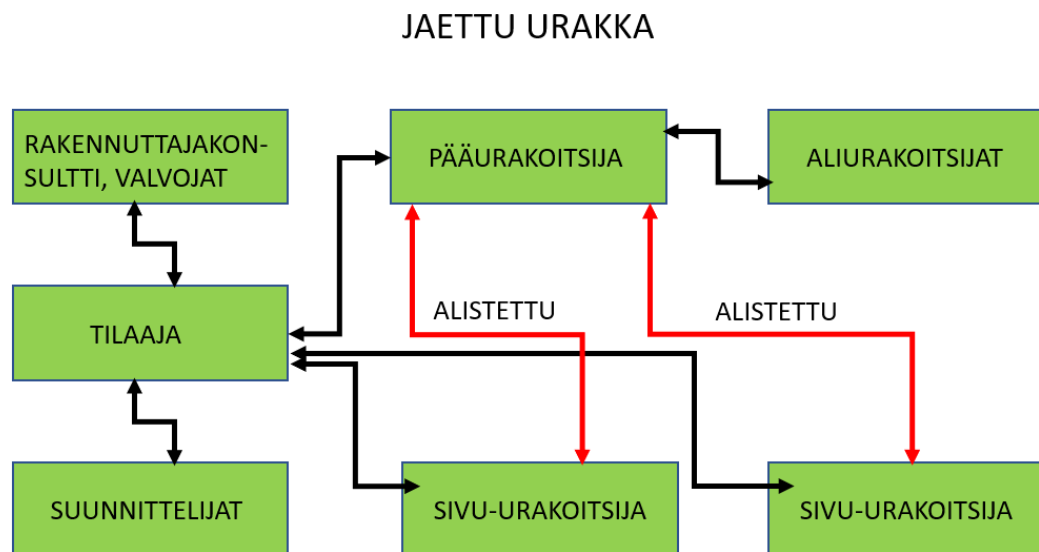 JAETTU URAKKA
RAKENNUTTAJAKON-
SULTTI, VALVOJAT
PÄÄURAKOITSIJA
ALIURAKOITSIJAT
TILAAJA
ALISTETTU
ALISTETTU
SUUNNITTELIJAT
SIVU-URAKOITSIJA
SIVU-URAKOITSIJA